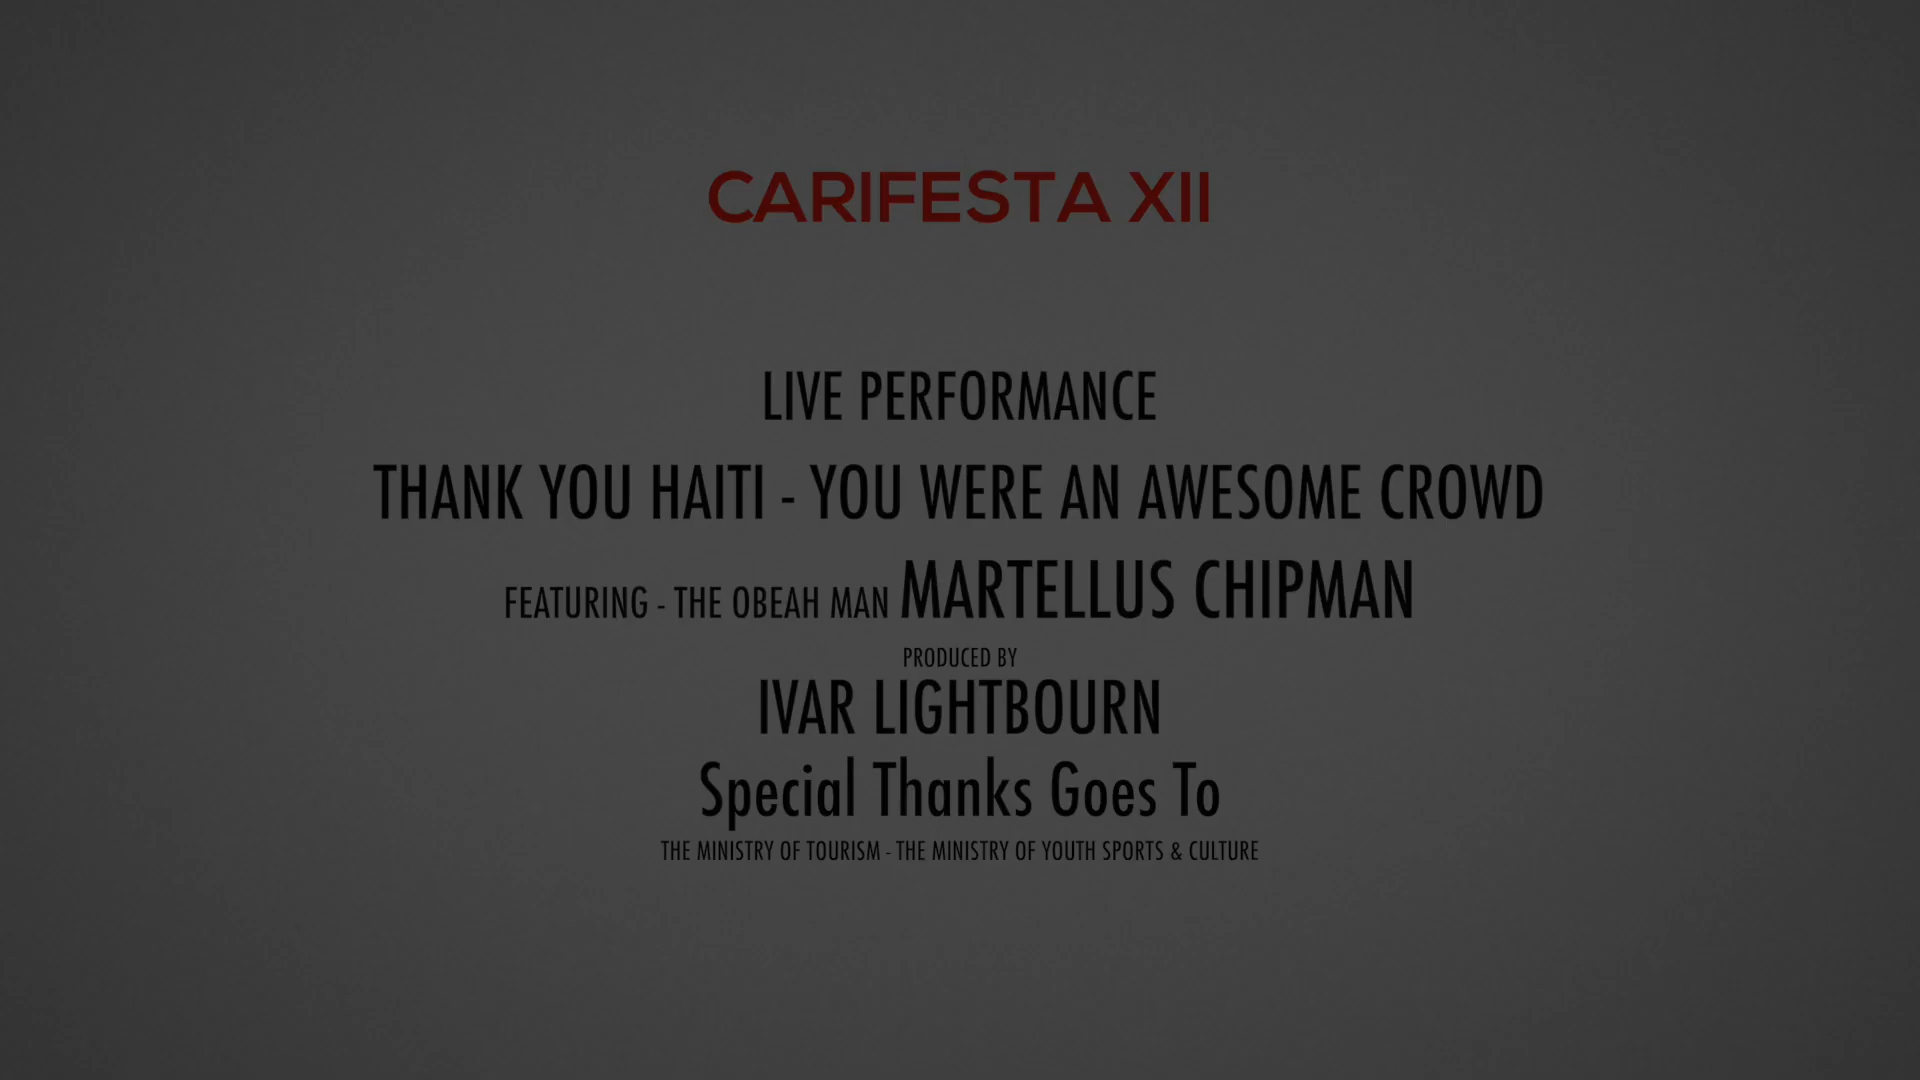 CARIFESTA XII
LIVE PERFORMANCE
THANK YOU HAITI - YOU WERE AN AWESOME CROWD
FEATURING - THE OBEAH MAN MARTELLUS CHIPMAN
PRODUCED BY
IVAR LIGHTBOURN
Special Thanks Goes To
THE MINISTRY OF TOURISM - THE MINISTRY OF YOUTH SPORTS & CULTURE